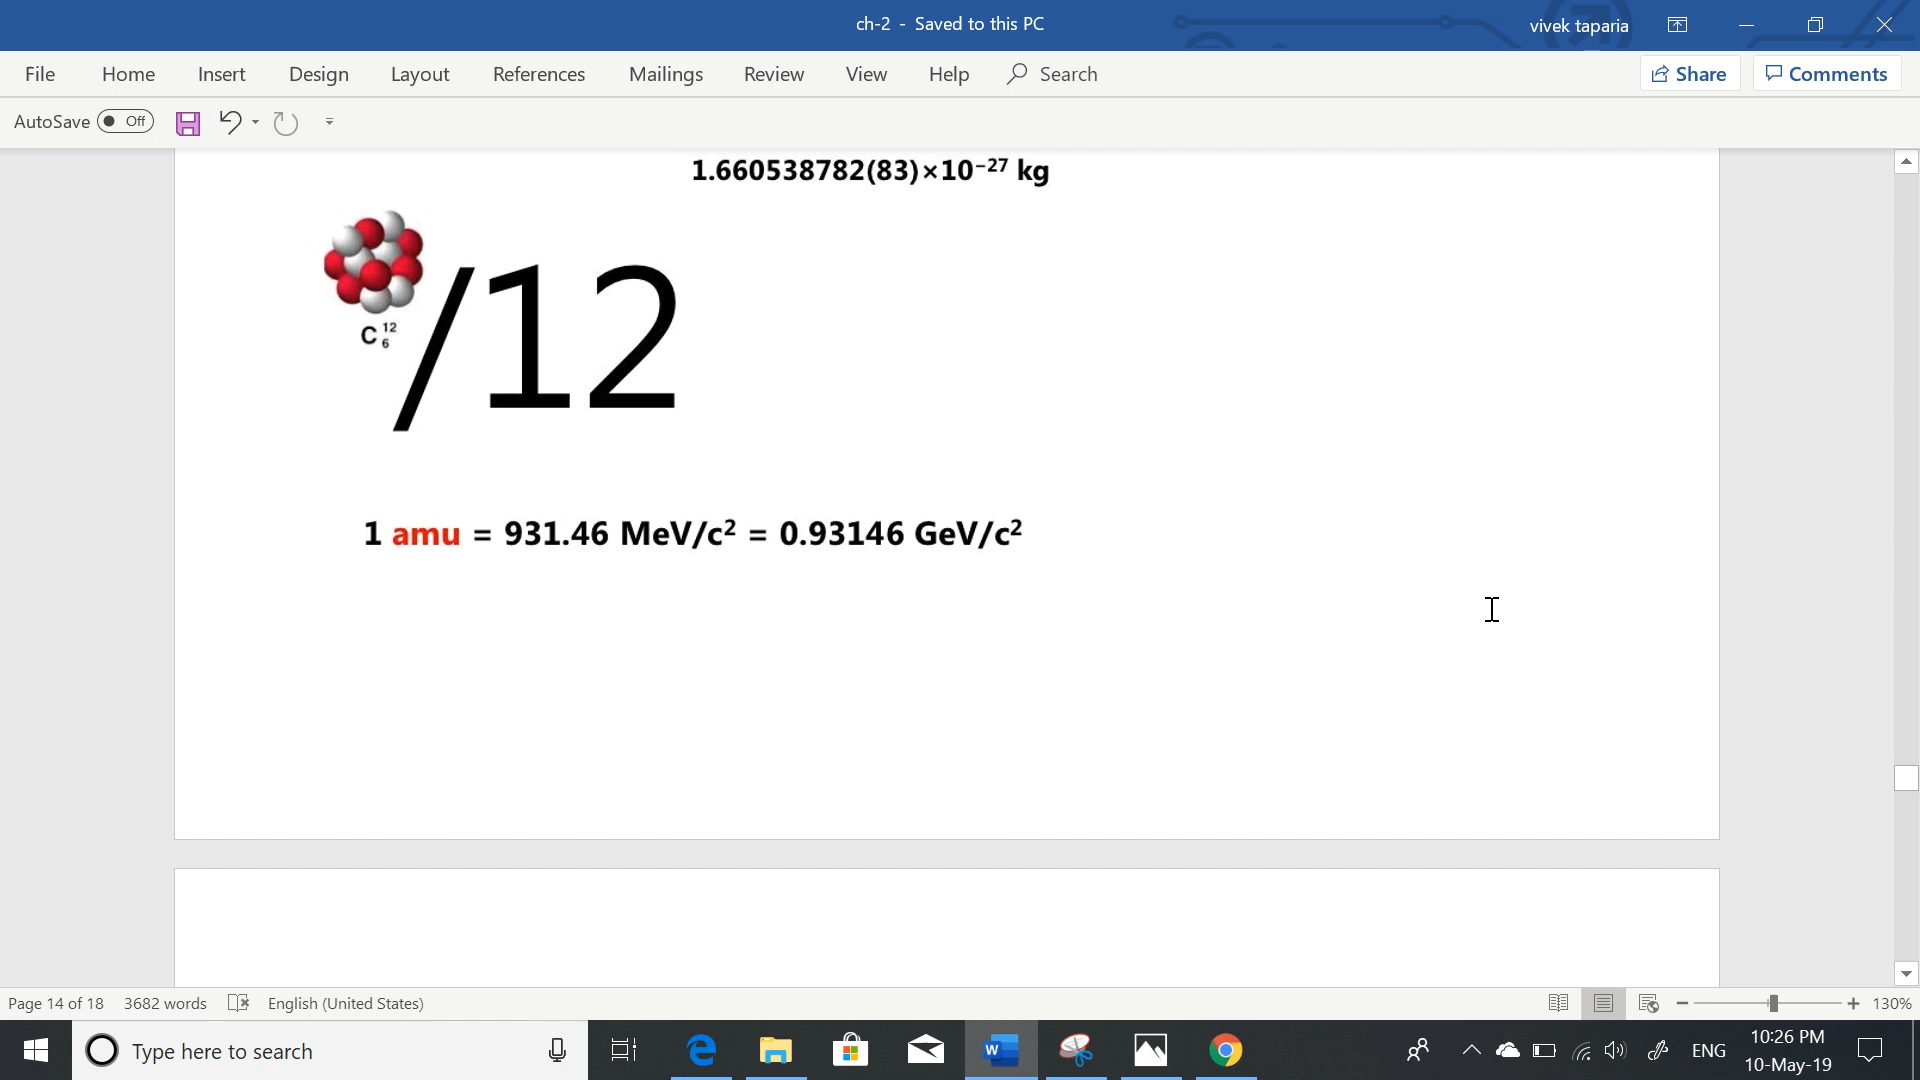 ch-2 - Saved to this PC
vivek taparia
File Home Insert Design Layout References Mailings Review View Help Search
Share Comments
AutoSave Off
1.660538782(83)×10⁻²⁷ kg
C ¹²₆
/12
1 amu = 931.46 MeV/c² = 0.93146 GeV/c²
Page 14 of 18 3682 words English (United States)
130%
Type here to search
W
ENG
10:26 PM
10-May-19